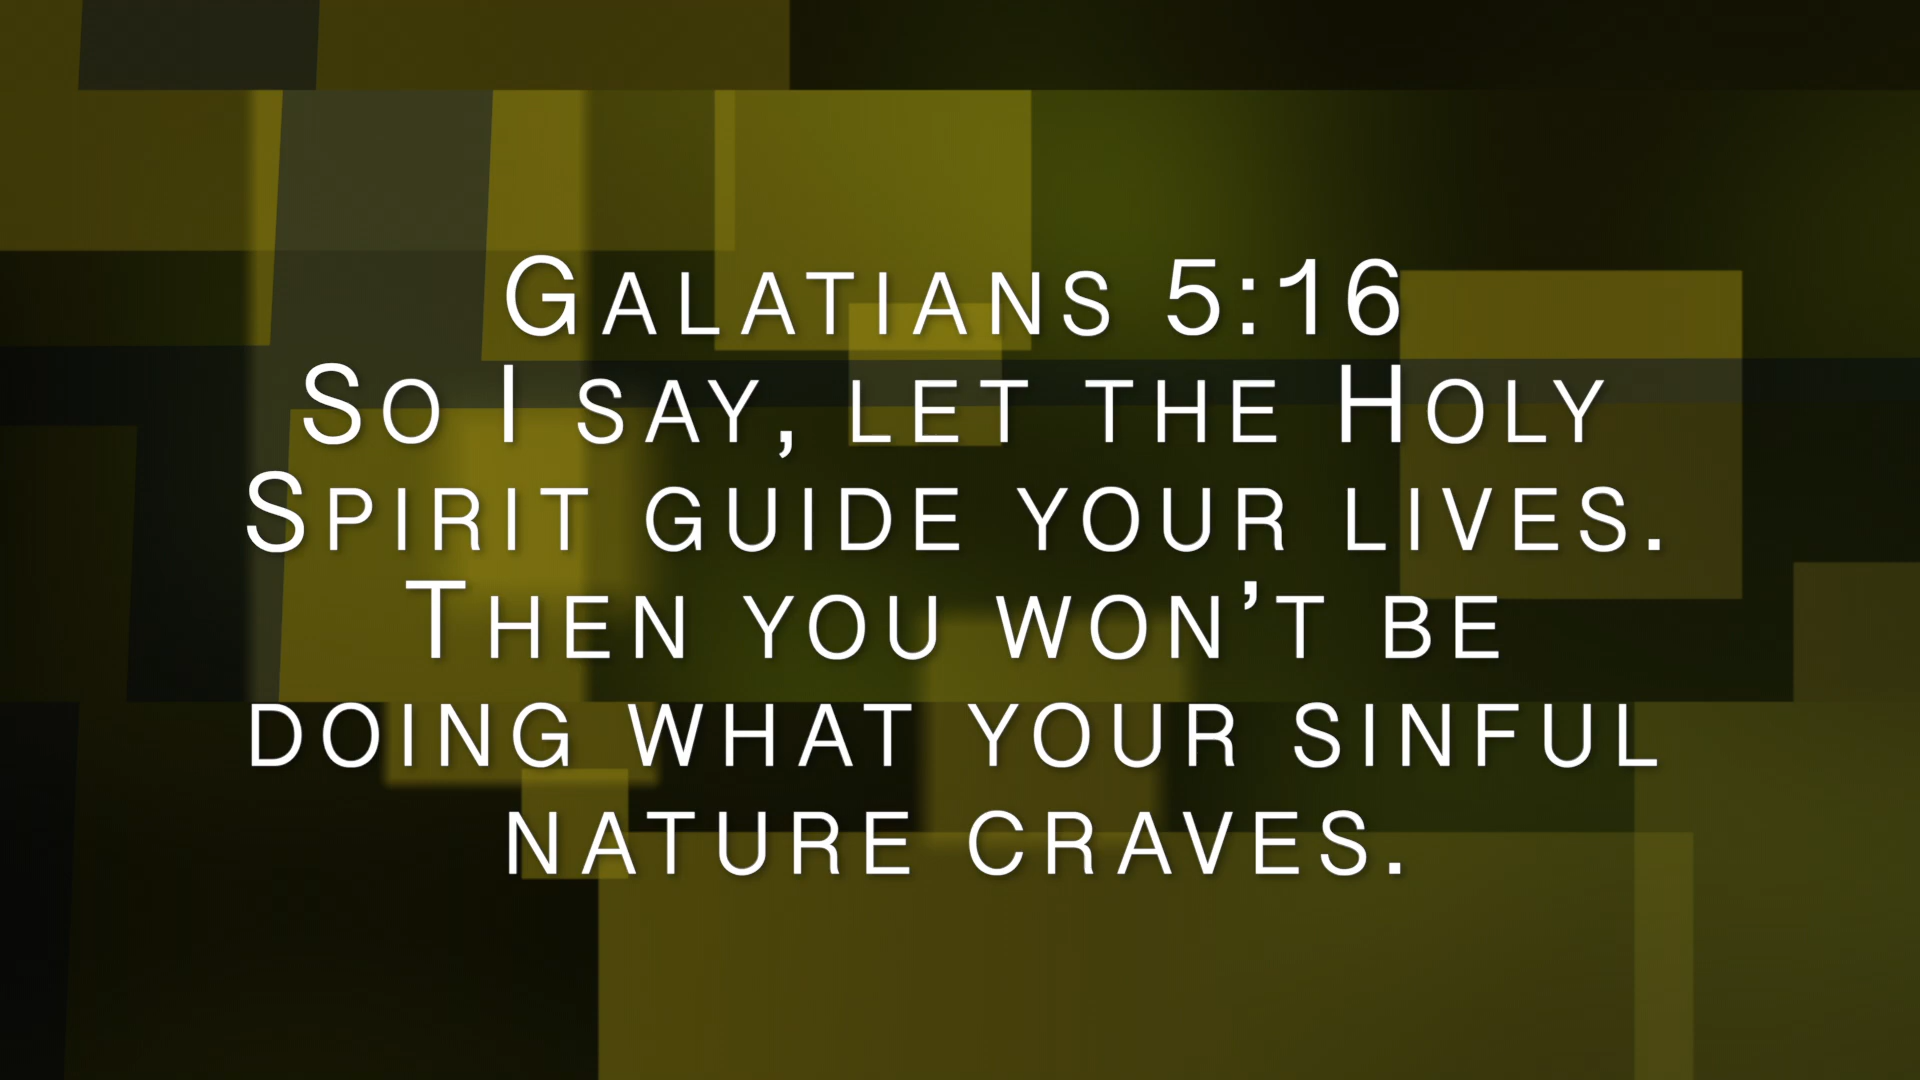 Galatians 5:16
So I say, let the Holy
Spirit guide your lives.
Then you won’t be
doing what your sinful
nature craves.